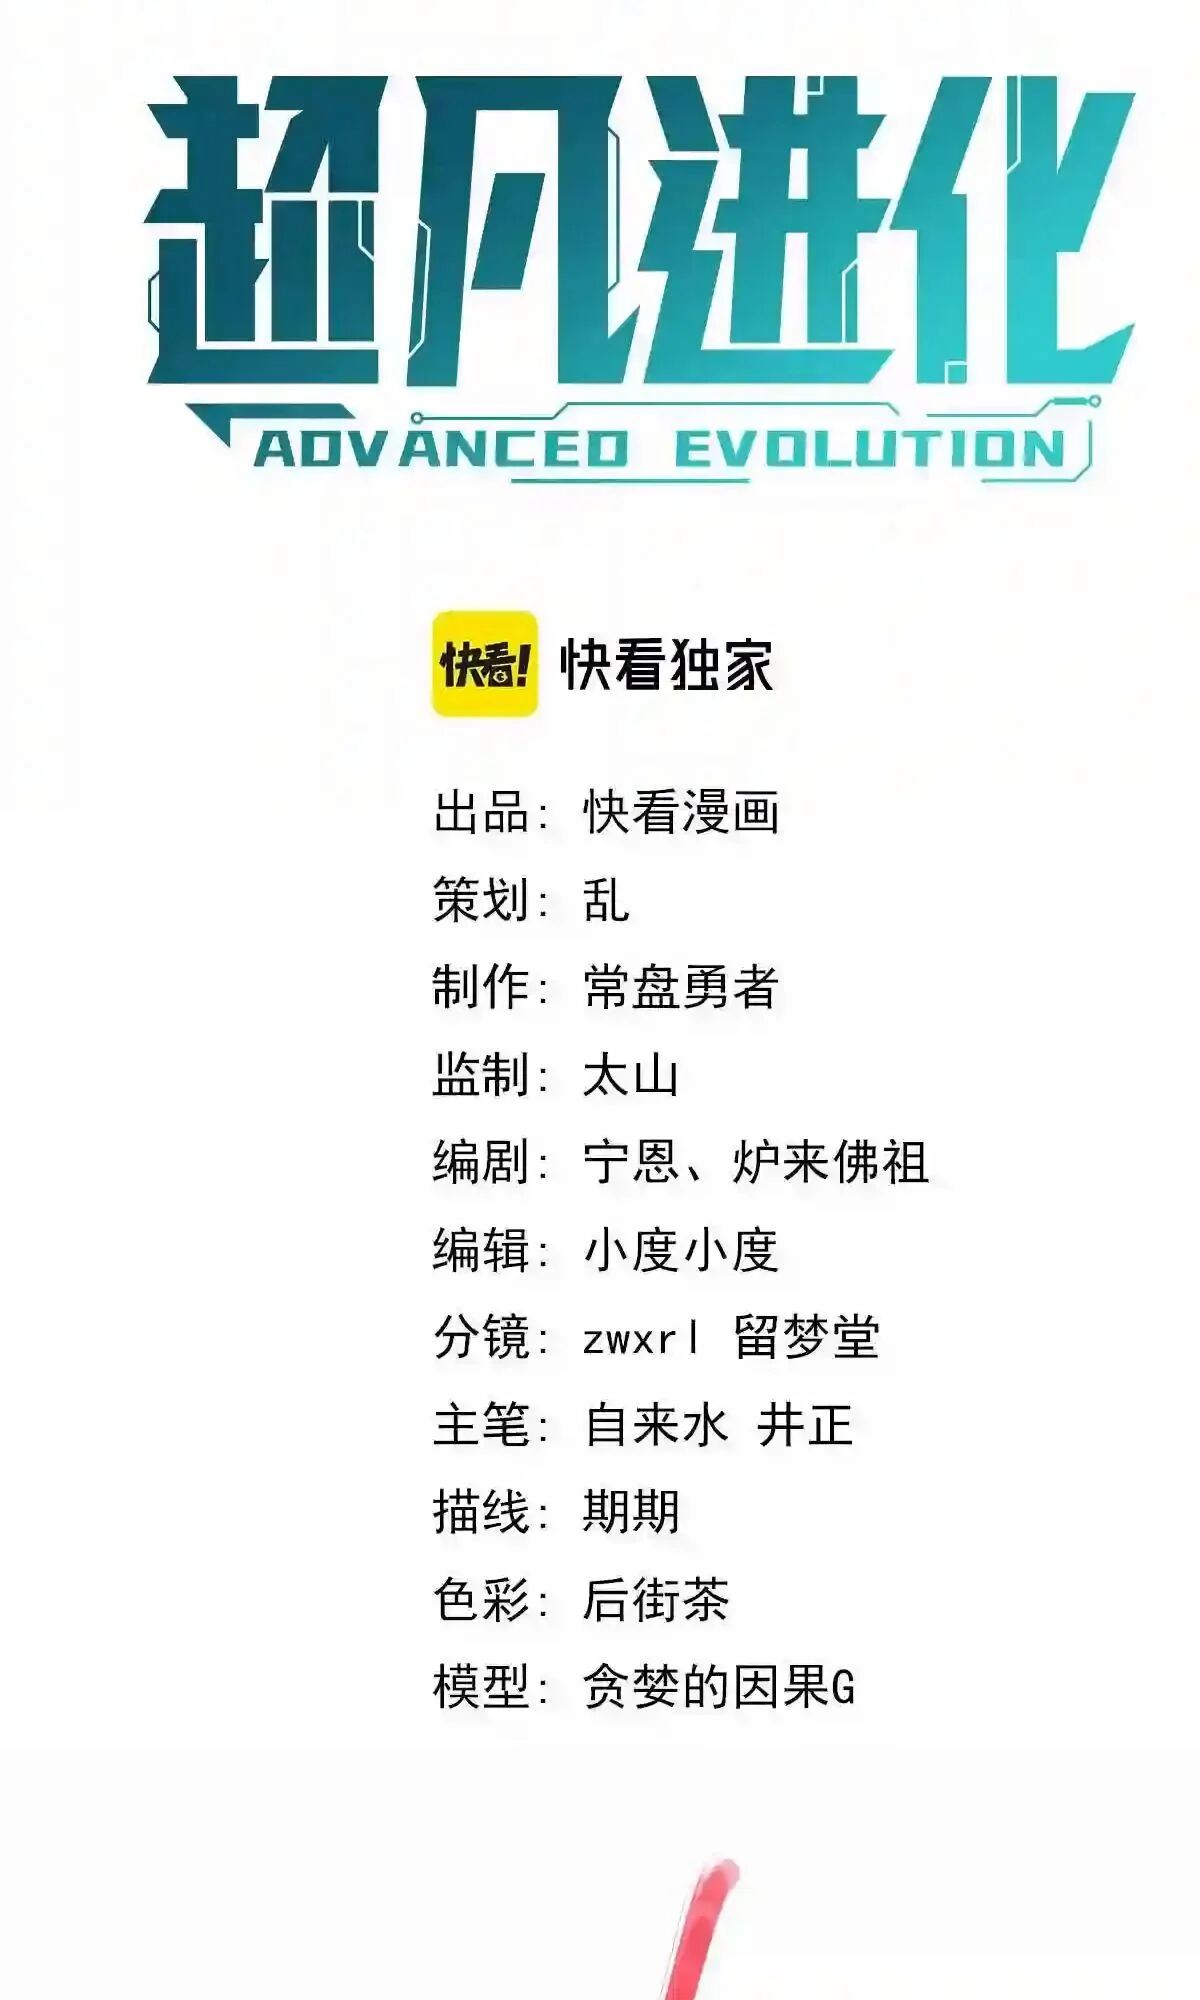 超凡进化
ADVANCED EVOLUTION
快看! 快看独家
出品: 快看漫画
策划: 乱
制作: 常盘勇者
监制: 太山
编剧: 宁恩、炉来佛祖
编辑: 小度小度
分镜: zwxrl 留梦堂
主笔: 自来水 井正
描线: 期期
色彩: 后街茶
模型: 贪婪的因果G